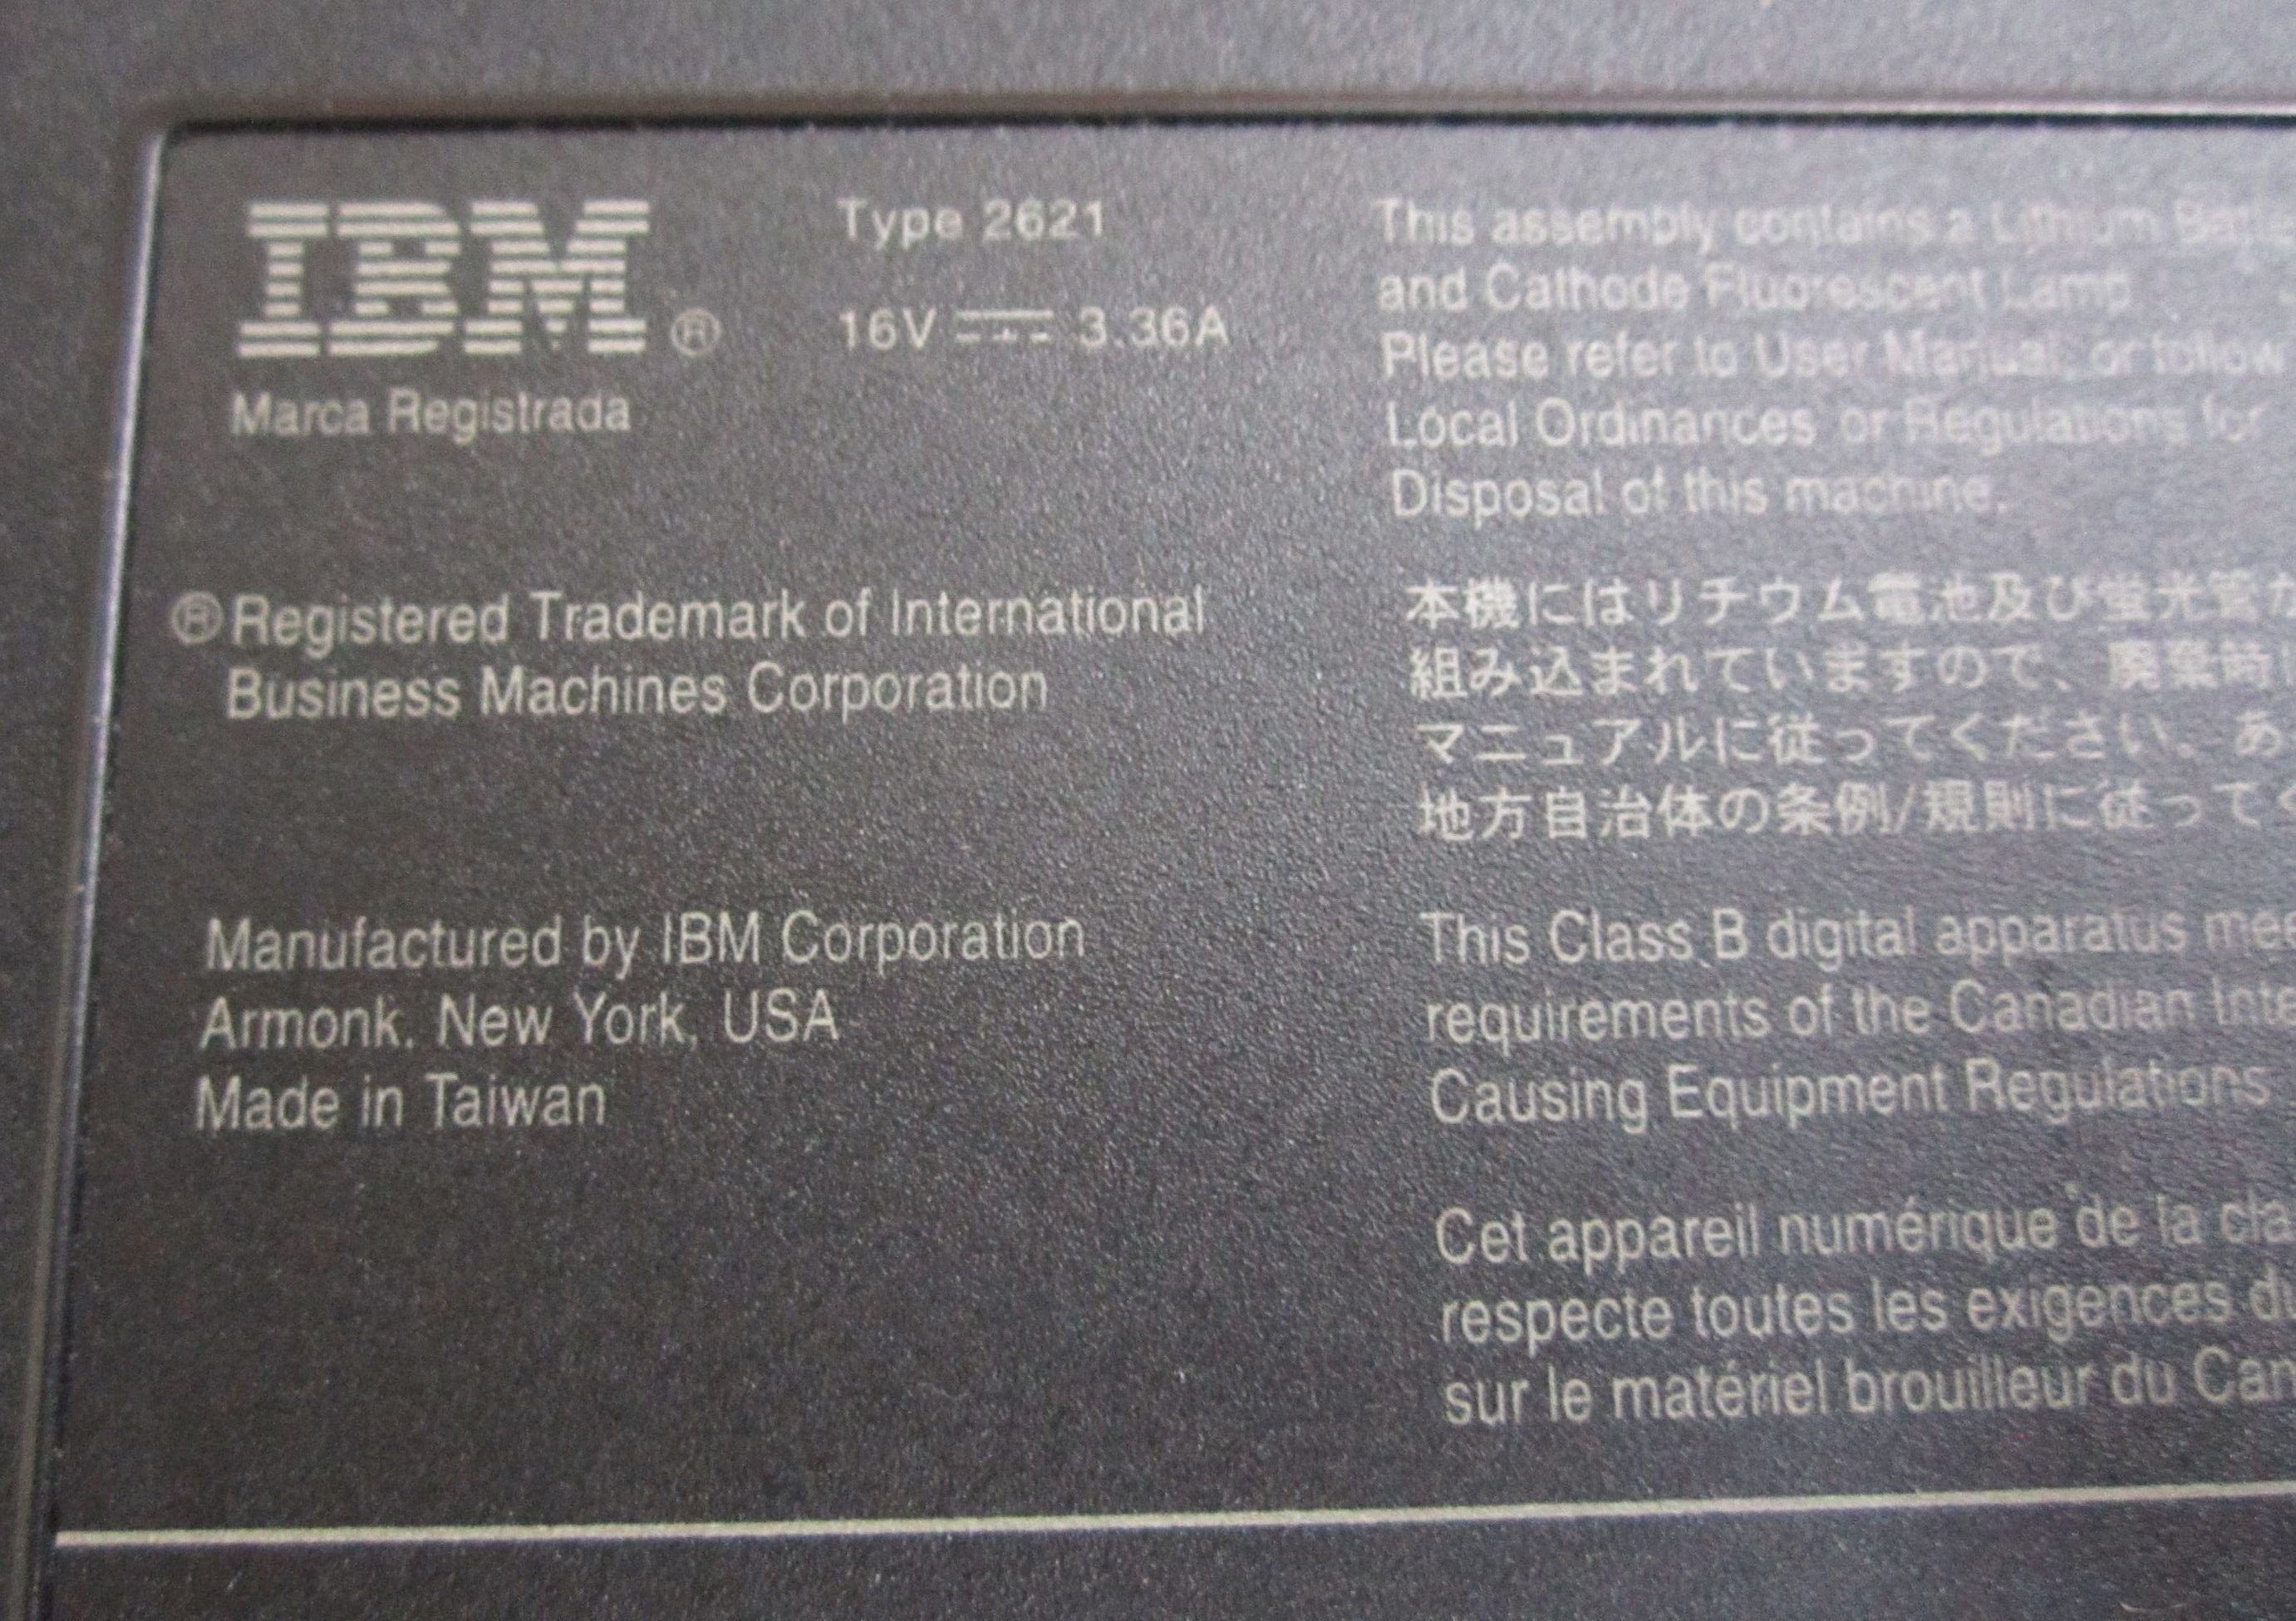 IBM ®
Marca Registrada
Type 2621
16V 3.36A
® Registered Trademark of International
Business Machines Corporation
Manufactured by IBM Corporation
Armonk, New York, USA
Made in Taiwan
This assembly contains a Lithium
and Cathode Fluorescent Lamp
Please refer to User Manual, or follow
Local Ordinances or Regulations for
Disposal of this machine.
本機にはリチウム電池及び蛍光管が
組み込まれていますので、廃棄時に
マニュアルに従ってください、あ
地方自治体の条例/規則に従って
This Class B digital apparatus
requirements of the Canadian
Causing Equipment Regulations
Cet appareil numérique de la
respecte toutes les exigences
sur le matériel brouilleur du